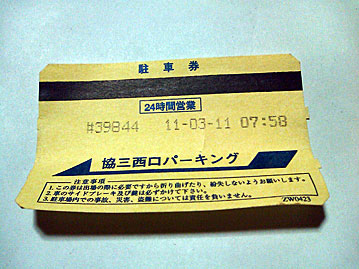 駐車券
24時間営業
#39844 11-03-11 07:58
協三西口パーキング
注意事項
1.この券は出場の際に必要ですから折り曲げたり、紛失しないようお願いします。
2.車のサイドブレーキ及び鍵は必ずかけて下さい。
3.駐車場内での事故、災害、盗難については責任を負いません。
ZW0423